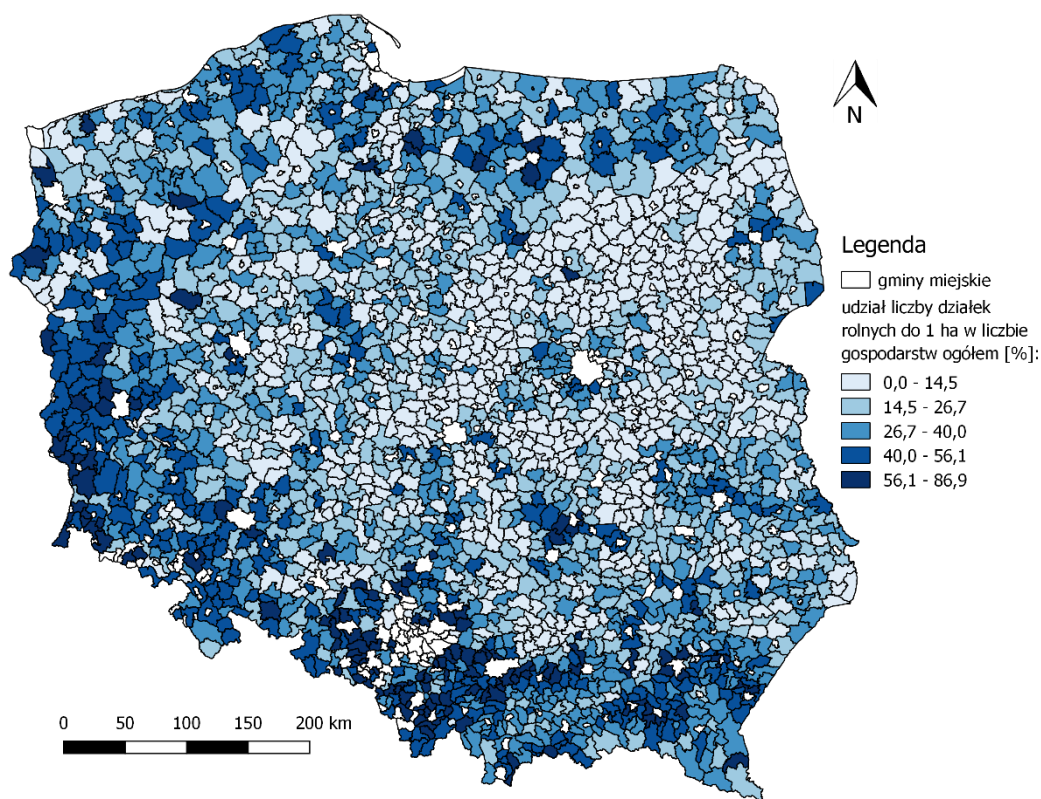 N
Legenda
gminy miejskie
udział liczby działek
rolnych do 1 ha w liczbie
gospodarstw ogółem [%]:
0,0 - 14,5
14,5 - 26,7
26,7 - 40,0
40,0 - 56,1
56,1 - 86,9
0 50 100 150 200 km